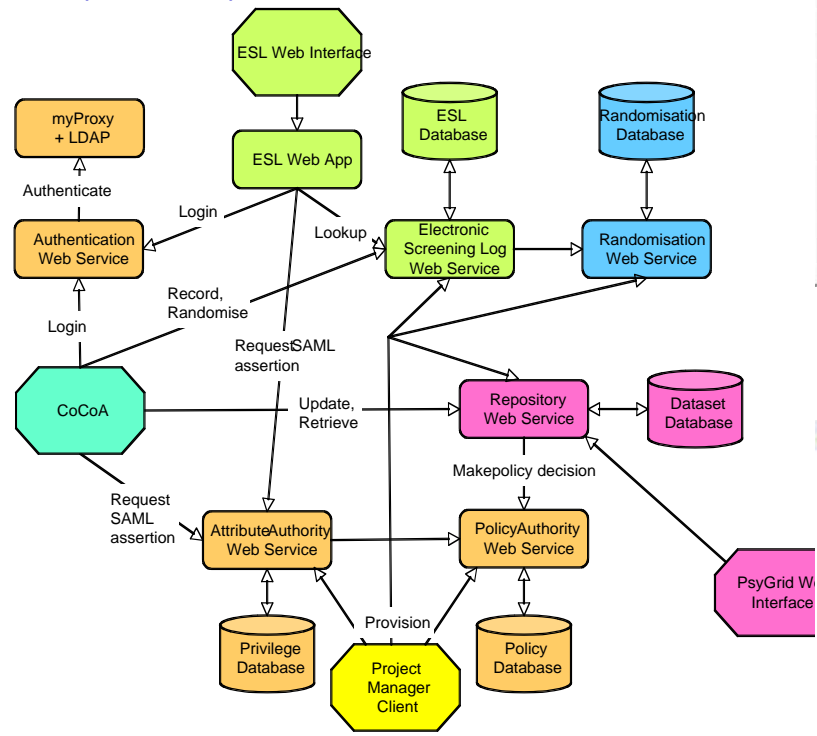 ESL Web Interface
myProxy
+ LDAP
ESL
Database
Randomisation
Database
ESL Web App
Authenticate
Login
Lookup
Authentication
Web Service
Electronic
Screening Log
Web Service
Randomisation
Web Service
Record,
Randomise
Login
RequestSAML
assertion
CoCoA
Update,
Retrieve
Repository
Web Service
Dataset
Database
Makepolicy decision
Request
SAML
assertion
AttributeAuthority
Web Service
PolicyAuthority
Web Service
PsyGrid We
Interface
Provision
Privilege
Database
Policy
Database
Project
Manager
Client